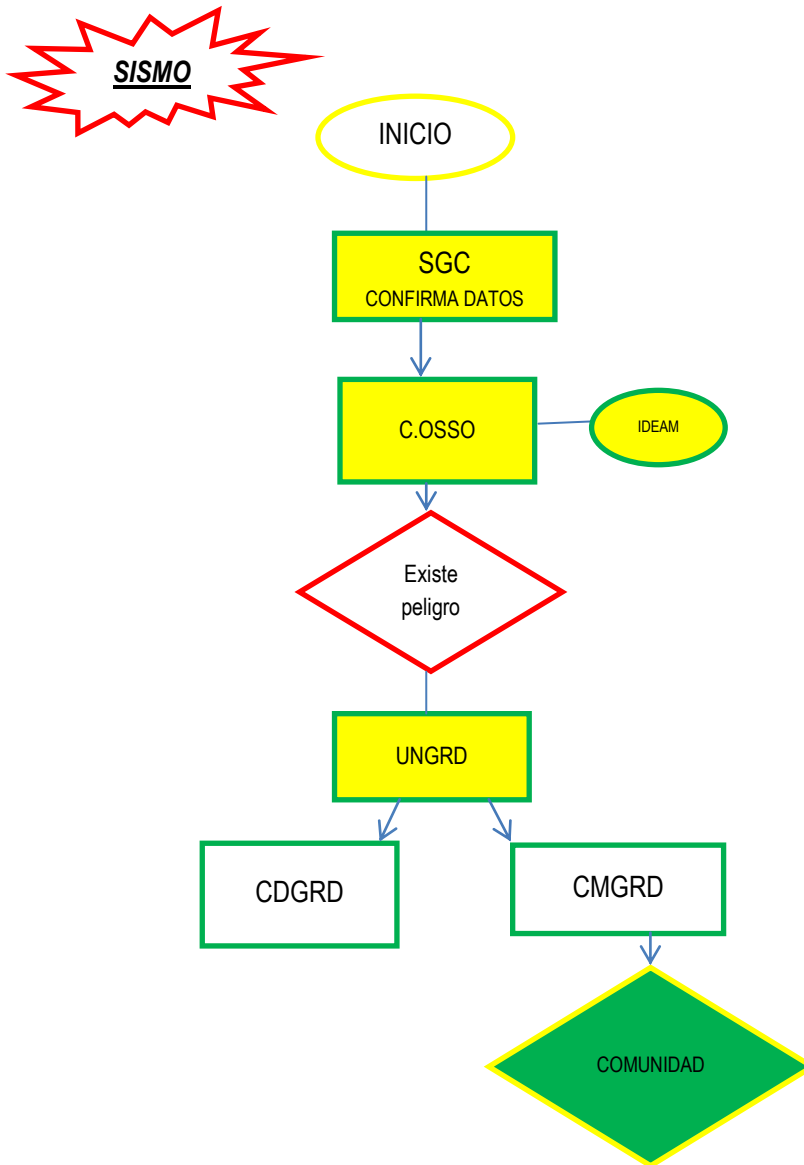 SISMO
INICIO
SGC
CONFIRMA DATOS
C.OSSO
IDEAM
Existe
peligro
UNGRD
CDGRD
CMGRD
COMUNIDAD